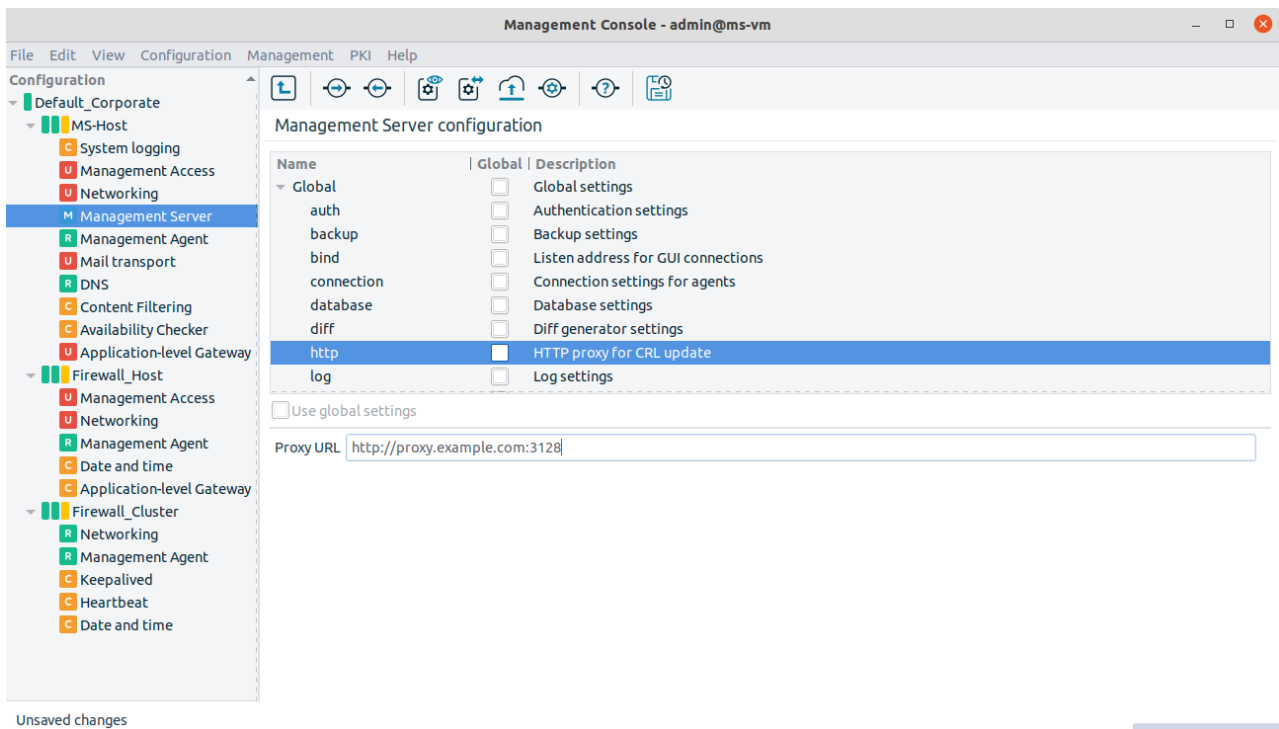 Management Console - admin@ms-vm
File Edit View Configuration Management PKI Help
Configuration
Default_Corporate
MS-Host
C System logging
U Management Access
U Networking
M Management Server
R Management Agent
U Mail transport
R DNS
C Content Filtering
C Availability Checker
U Application-level Gateway
Firewall_Host
U Management Access
U Networking
R Management Agent
C Date and time
C Application-level Gateway
Firewall_Cluster
R Networking
R Management Agent
C Keepalived
C Heartbeat
C Date and time
Management Server configuration
Name Global Description
Global Global settings
auth Authentication settings
backup Backup settings
bind Listen address for GUI connections
connection Connection settings for agents
database Database settings
diff Diff generator settings
http HTTP proxy for CRL update
log Log settings
Use global settings
Proxy URL http://proxy.example.com:3128
Unsaved changes